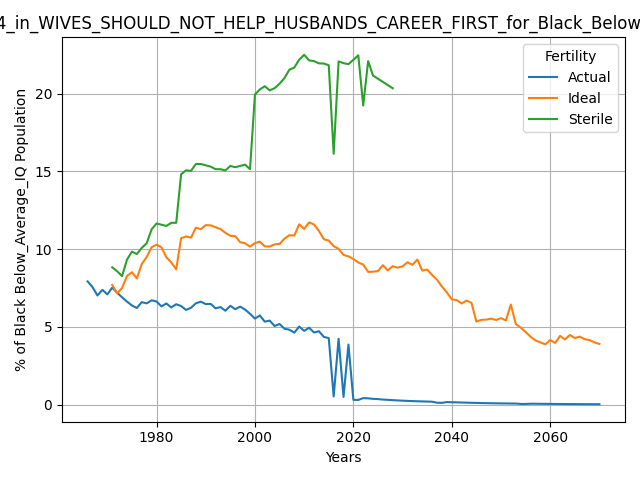 4_in_WIVES_SHOULD_NOT_HELP_HUSBANDS_CAREER_FIRST_for_Black_Below
Fertility
Actual
Ideal
Sterile
% of Black Below_Average_IQ Population
20
15
10
5
0
1980
2000
2020
2040
2060
Years